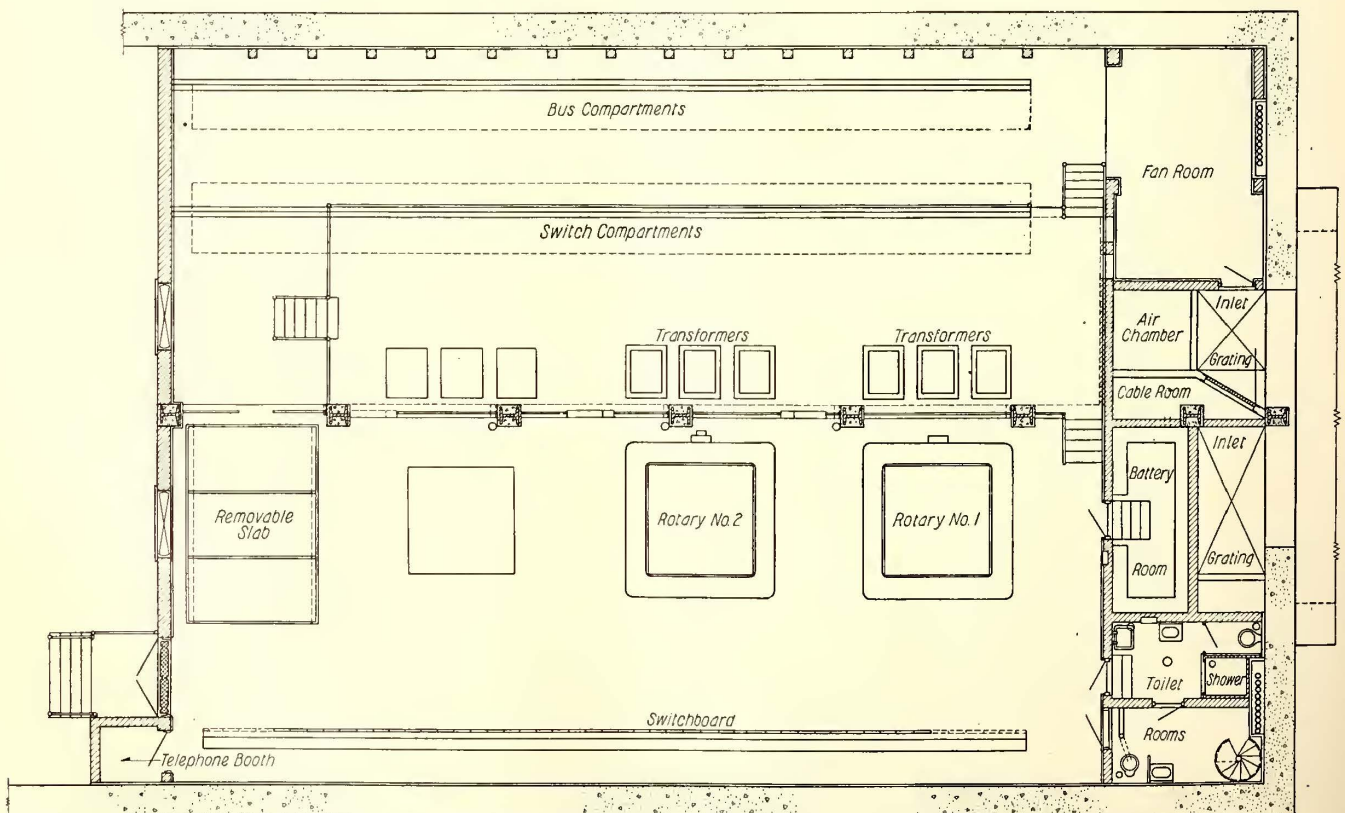 Bus Compartments
Fan Room
Switch Compartments
Transformers
Transformers
Air
Chamber
Inlet
Grating
Cable Room
Removable
Slab
Rotary No. 2
Rotary No. 1
Battery
Room
Inlet
Grating
Toilet
Shower
Switchboard
Rooms
Telephone Booth